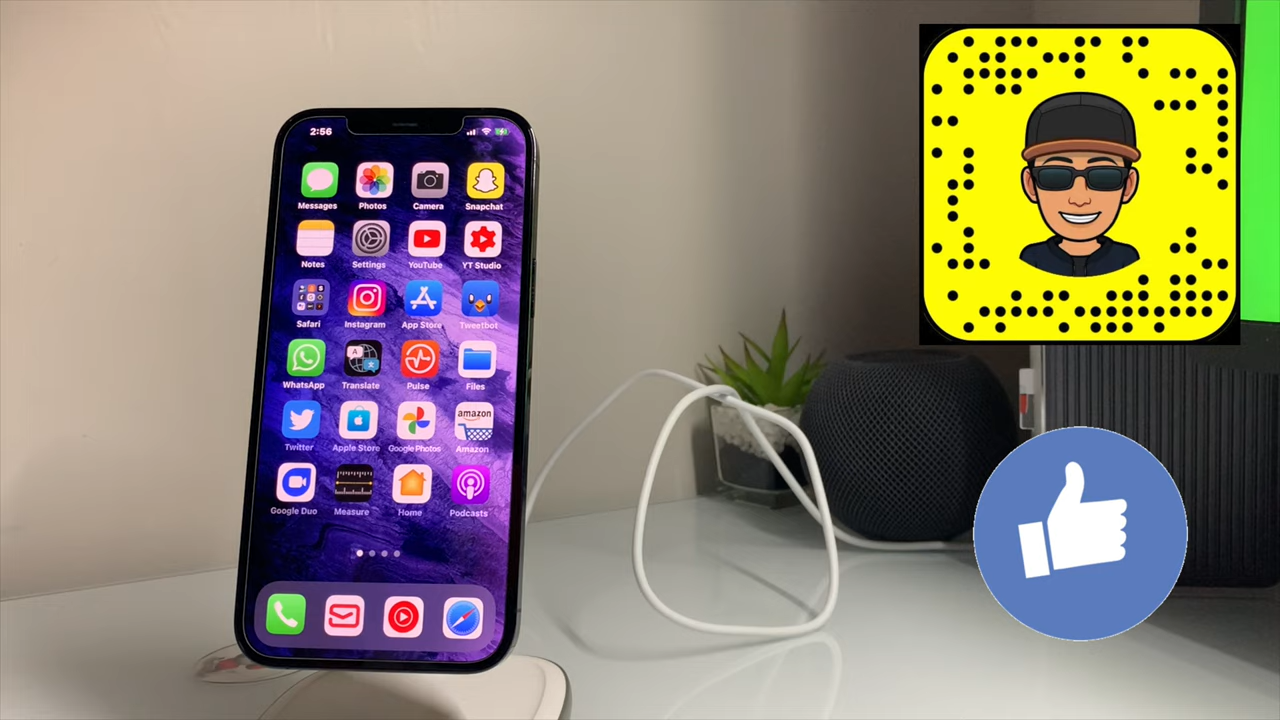 2:56
Messages Photos Camera Snapchat
Notes Settings YouTube YT Studio
Safari Instagram App Store Tweetbot
WhatsApp Translate Pulse Files
amazon
Twitter Apple Store Google Photos Amazon
Google Duo Measure Home Podcasts